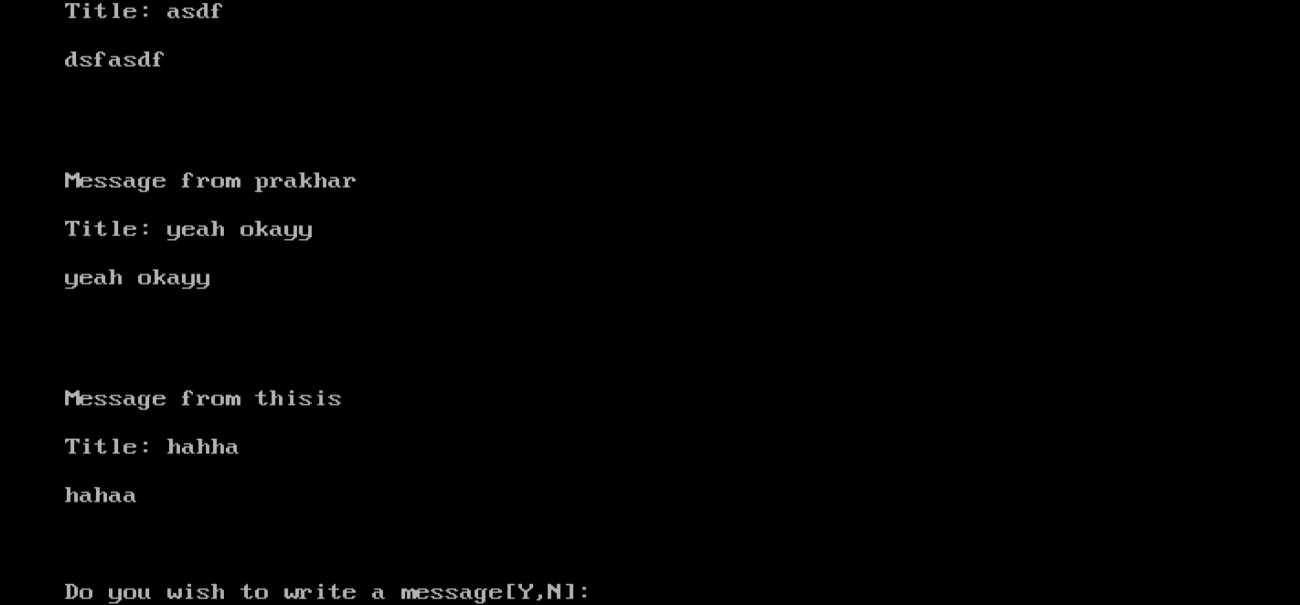 Title: asdf
dsfasdf
Message from prakhar
Title: yeah okayy
yeah okayy
Message from thisis
Title: hahha
hahaa
Do you wish to write a message[Y,N]: